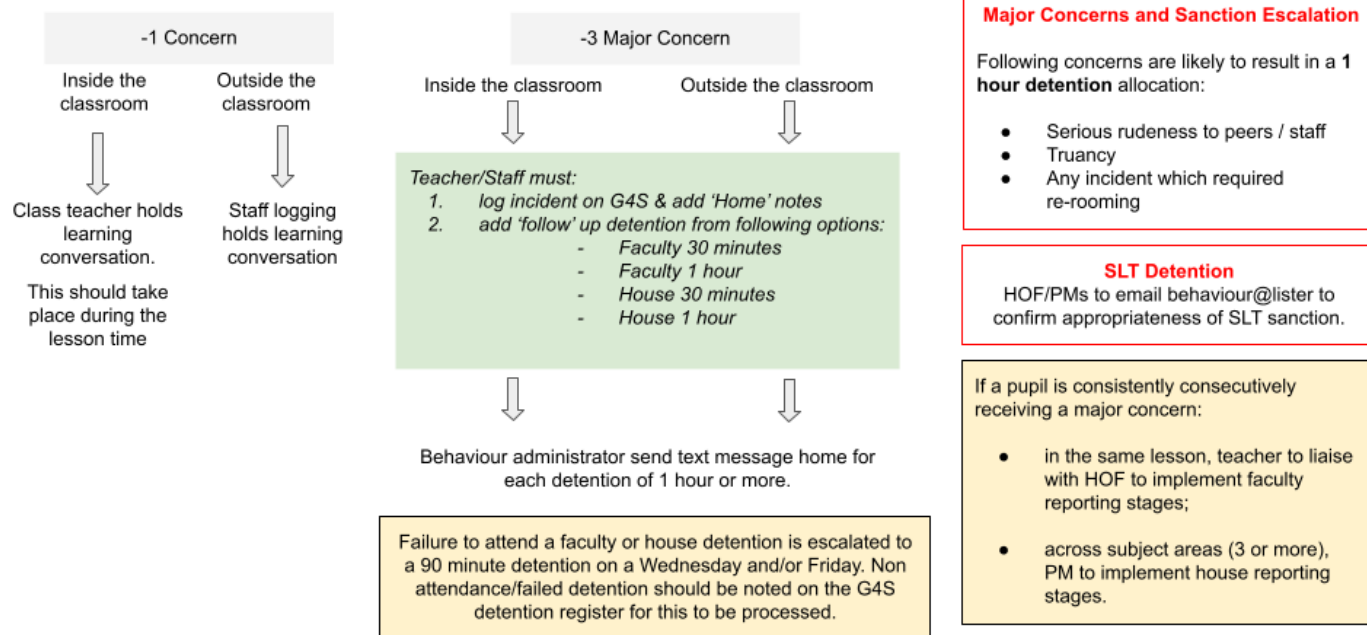 -1 Concern
Inside the
classroom
Outside the
classroom
Class teacher holds
learning
conversation.
This should take
place during the
lesson time
Staff logging
holds learning
conversation
-3 Major Concern
Inside the classroom
Outside the classroom
Teacher/Staff must:
1. log incident on G4S & add ‘Home’ notes
2. add ‘follow’ up detention from following options:
- Faculty 30 minutes
- Faculty 1 hour
- House 30 minutes
- House 1 hour
Behaviour administrator send text message home for
each detention of 1 hour or more.
Failure to attend a faculty or house detention is escalated to
a 90 minute detention on a Wednesday and/or Friday. Non
attendance/failed detention should be noted on the G4S
detention register for this to be processed.
Major Concerns and Sanction Escalation
Following concerns are likely to result in a 1
hour detention allocation:
● Serious rudeness to peers / staff
● Truancy
● Any incident which required
re-rooming
SLT Detention
HOF/PMs to email behaviour@lister to
confirm appropriateness of SLT sanction.
If a pupil is consistently consecutively
receiving a major concern:
● in the same lesson, teacher to liaise
with HOF to implement faculty
reporting stages;
● across subject areas (3 or more),
PM to implement house reporting
stages.